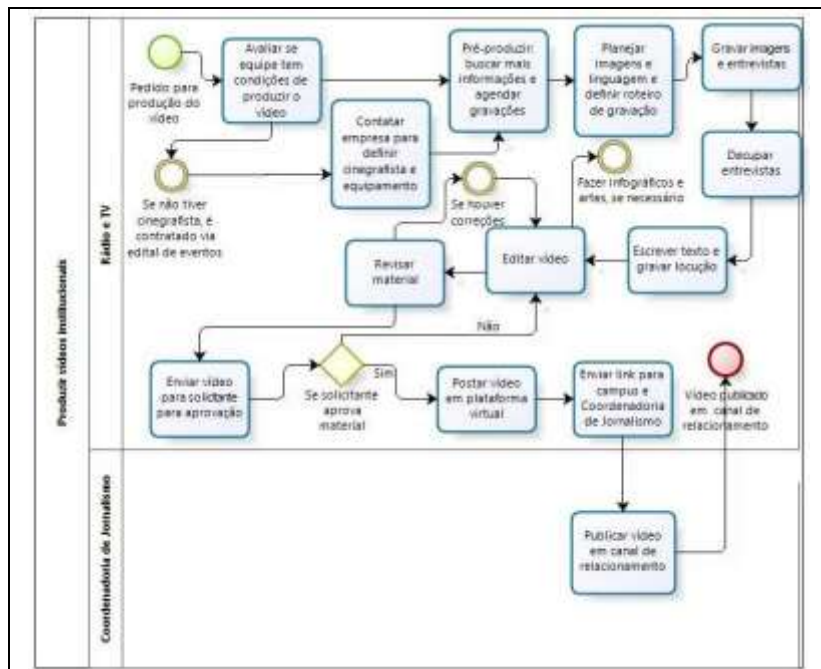 Produzir vídeos institucionais
Rádio e TV
Pedido para
produção do
vídeo
Avaliar se
equipe tem
condições de
produzir o
vídeo
Pré-produzir:
buscar mais
informações e
agendar
gravações
Planejar
imagens e
linguagem e
definir roteiro
de gravação
Gravar imagens
e entrevistas
Contatar
empresa para
definir
cinegrafista e
equipamento
Decupar
entrevistas
Se não tiver
cinegrafista, é
contratado via
edital de eventos
Se houver
correções
Fazer infográficos e
artes, se necessário
Revisar
material
Editar vídeo
Escrever texto e
gravar locução
Não
Enviar vídeo
para solicitante
para aprovação
Se solicitante
aprova
material
Sim
Postar vídeo
em plataforma
virtual
Enviar link para
campus e
Coordenadoria
de Jornalismo
Vídeo publicado
em canal de
relacionamento
Coordenadoria de Jornalismo
Publicar vídeo
em canal de
relacionamento